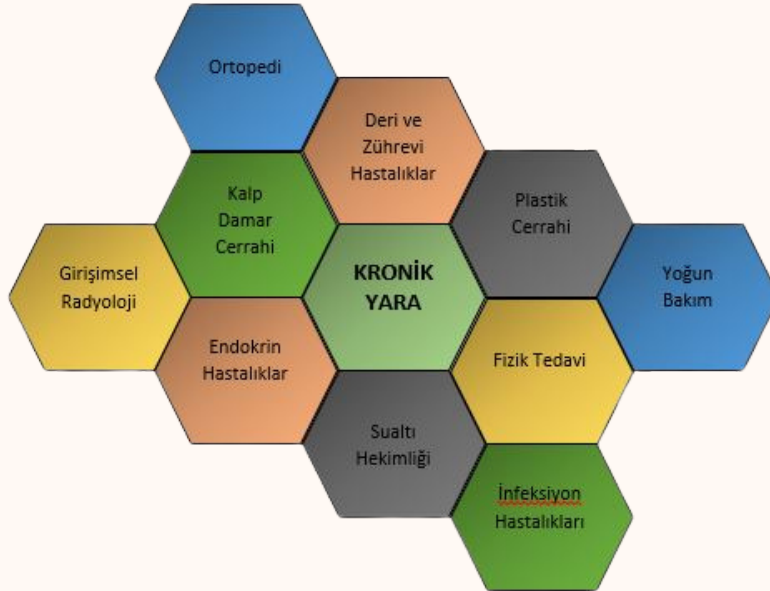 Ortopedi
Deri ve
Zührevi
Hastalıklar
Kalp
Damar
Cerrahi
Plastik
Cerrahi
Girişimsel
Radyoloji
KRONİK
YARA
Yoğun
Bakım
Endokrin
Hastalıklar
Fizik Tedavi
Sualtı
Hekimliği
İnfeksiyon
Hastalıkları